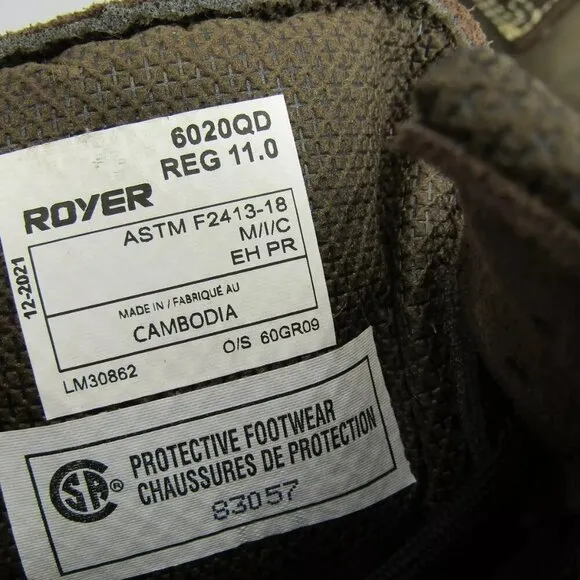 6020QD
REG 11.0
ROYER
ASTM F2413-18
M/I/C
EH PR
12-2021
MADE IN / FABRIQUÉ AU
CAMBODIA
O/S 60GR09
LM30862
CSA
PROTECTIVE FOOTWEAR
CHAUSSURES DE PROTECTION
83057